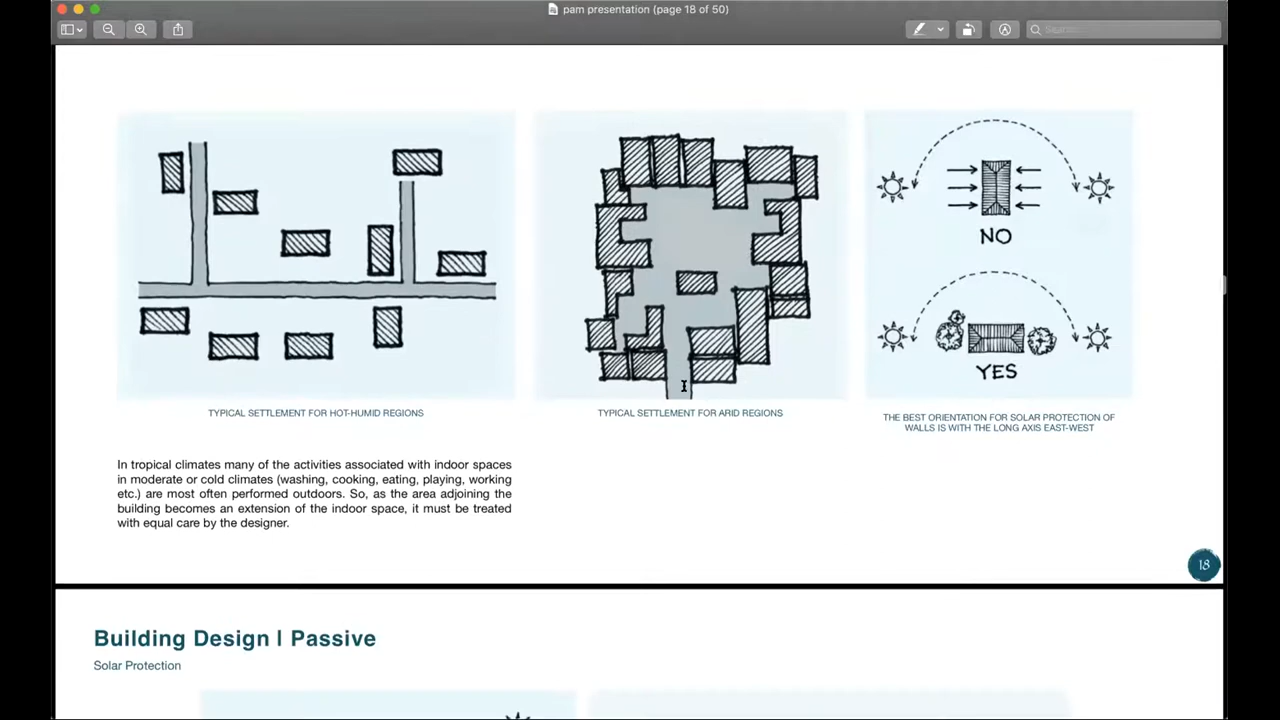 pam presentation (page 18 of 50)
Search
NO
YES
TYPICAL SETTLEMENT FOR HOT-HUMID REGIONS
TYPICAL SETTLEMENT FOR ARID REGIONS
THE BEST ORIENTATION FOR SOLAR PROTECTION OF
WALLS IS WITH THE LONG AXIS EAST-WEST
In tropical climates many of the activities associated with indoor spaces
in moderate or cold climates (washing, cooking, eating, playing, working
etc.) are most often performed outdoors. So, as the area adjoining the
building becomes an extension of the indoor space, it must be treated
with equal care by the designer.
18
Building Design | Passive
Solar Protection